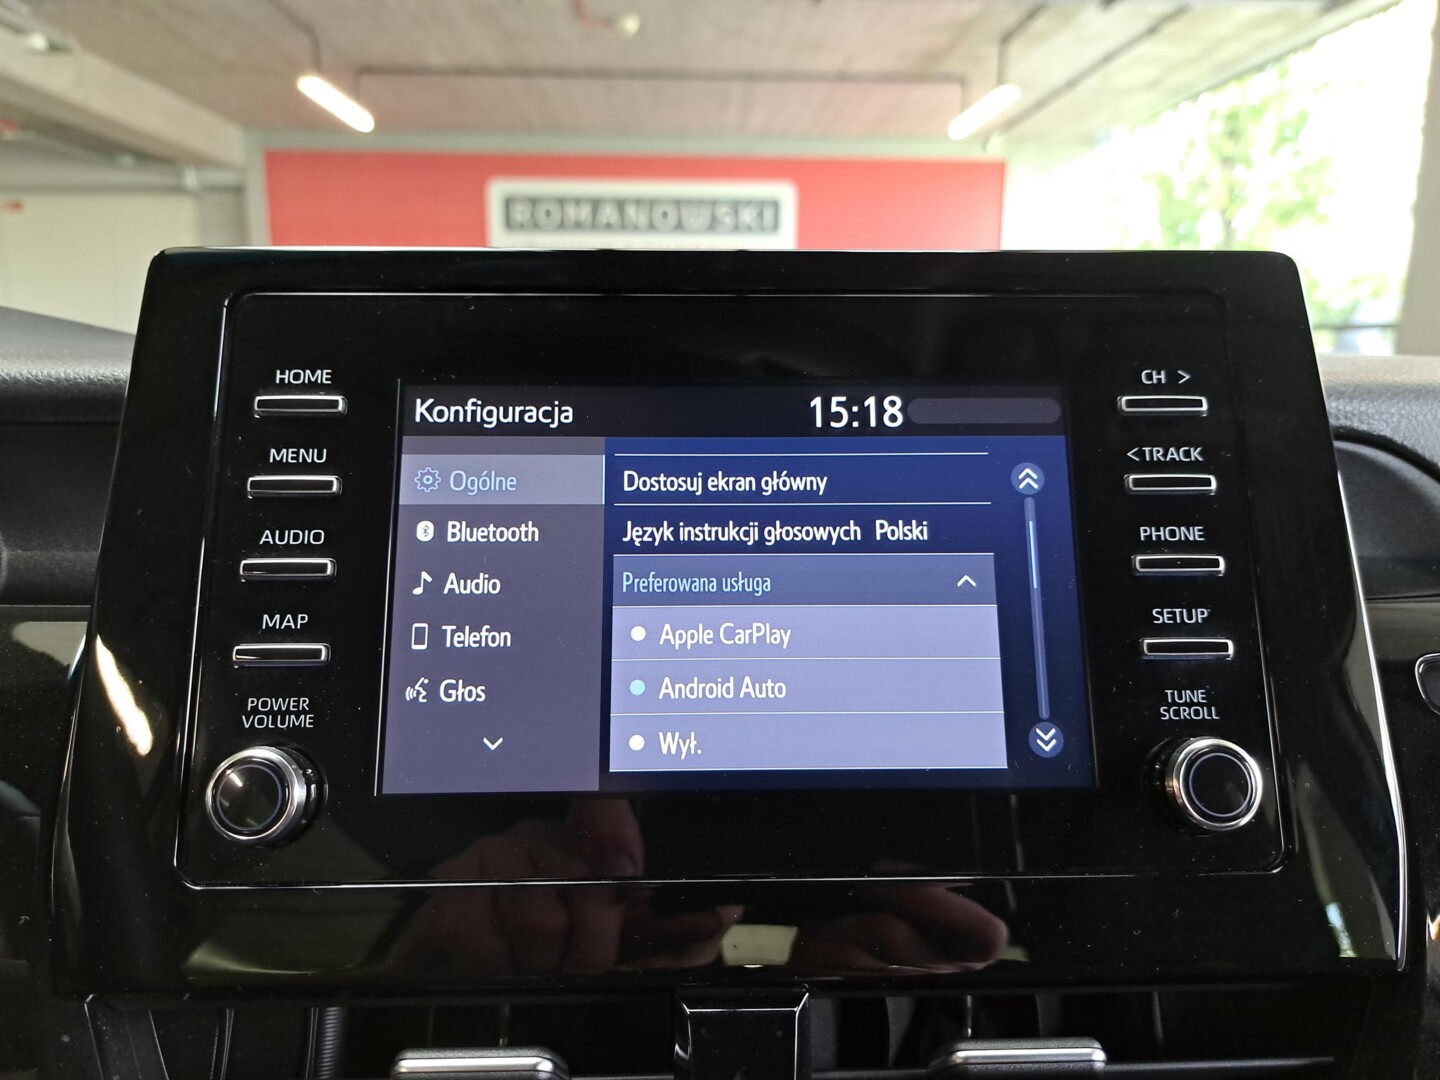 ROMANOWSKI
HOME
MENU
AUDIO
MAP
POWER
VOLUME
Konfiguracja
15:18
Ogólne
Bluetooth
Audio
Telefon
Głos
Dostosuj ekran główny
Język instrukcji głosowych Polski
Preferowana usługa
Apple CarPlay
Android Auto
Wył.
CH >
<TRACK
PHONE
SETUP
TUNE
SCROLL